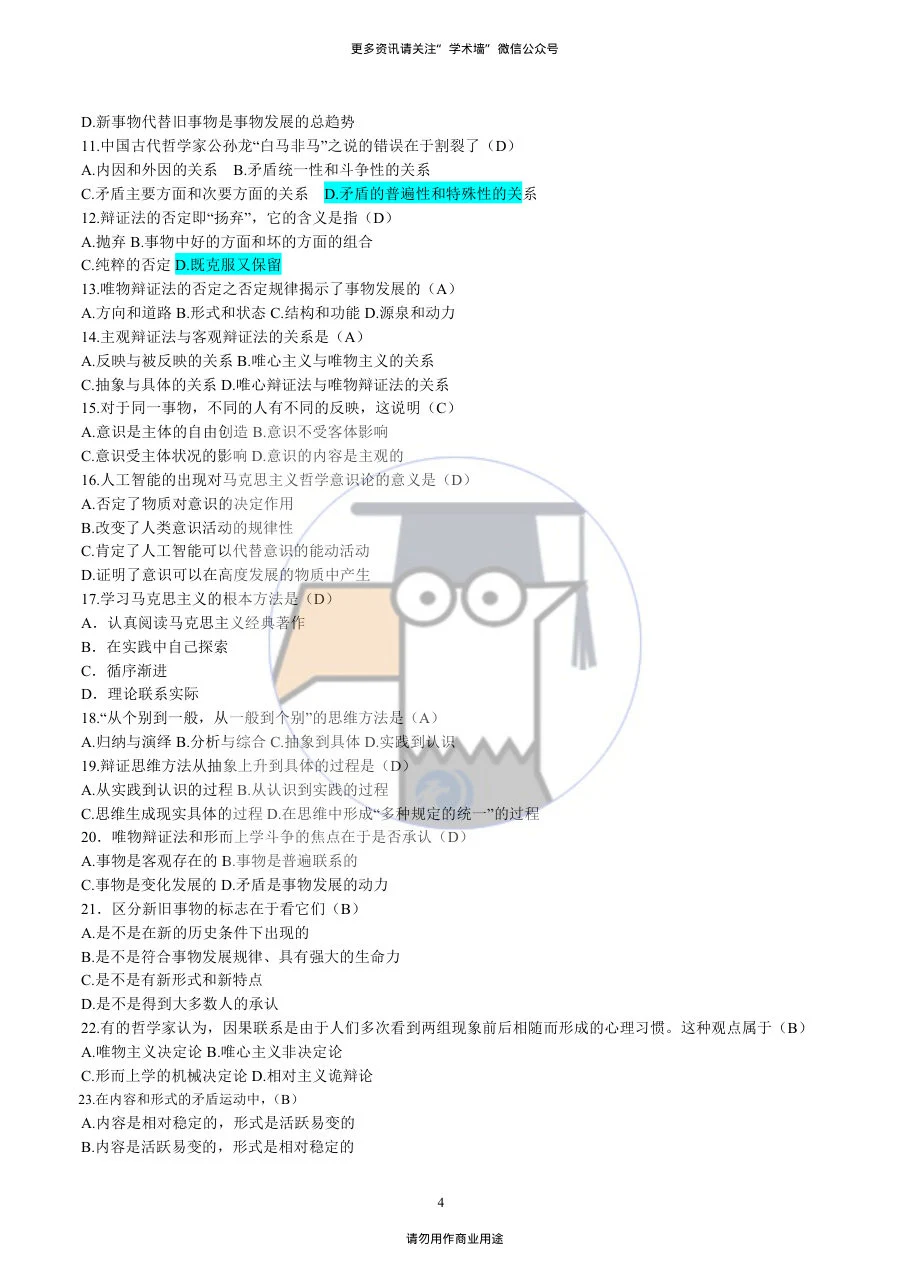 更多资讯请关注“学术墙”微信公众号
D.新事物代替旧事物是事物发展的总趋势
11.中国古代哲学家公孙龙“白马非马”之说的错误在于割裂了（D）
A.内因和外因的关系 B.矛盾统一性和斗争性的关系
C.矛盾主要方面和次要方面的关系 D.矛盾的普遍性和特殊性的关系
12.辩证法的否定即“扬弃”，它的含义是指（D）
A.抛弃 B.事物中好的方面和坏的方面的组合
C.纯粹的否定 D.既克服又保留
13.唯物辩证法的否定之否定规律揭示了事物发展的（A）
A.方向和道路 B.形式和状态 C.结构和功能 D.源泉和动力
14.主观辩证法与客观辩证法的关系是（A）
A.反映与被反映的关系 B.唯心主义与唯物主义的关系
C.抽象与具体的关系 D.唯心辩证法与唯物辩证法的关系
15.对于同一事物，不同的人有不同的反映，这说明（C）
A.意识是主体的自由创造 B.意识不受客体影响
C.意识受主体状况的影响 D.意识的内容是主观的
16.人工智能的出现对马克思主义哲学意识论的意义是（D）
A.否定了物质对意识的决定作用
B.改变了人类意识活动的规律性
C.肯定了人工智能可以代替意识的能动活动
D.证明了意识可以在高度发展的物质中产生
17.学习马克思主义的根本方法是（D）
A．认真阅读马克思主义经典著作
B．在实践中自己探索
C．循序渐进
D．理论联系实际
18.“从个别到一般，从一般到个别”的思维方法是（A）
A.归纳与演绎 B.分析与综合 C.抽象到具体 D.实践到认识
19.辩证思维方法从抽象上升到具体的过程是（D）
A.从实践到认识的过程 B.从认识到实践的过程
C.思维生成现实具体的过程 D.在思维中形成“多种规定的统一”的过程
20．唯物辩证法和形而上学斗争的焦点在于是否承认（D）
A.事物是客观存在的 B.事物是普遍联系的
C.事物是变化发展的 D.矛盾是事物发展的动力
21．区分新旧事物的标志在于看它们（B）
A.是不是在新的历史条件下出现的
B.是不是符合事物发展规律、具有强大的生命力
C.是不是有新形式和新特点
D.是不是得到大多数人的承认
22.有的哲学家认为，因果联系是由于人们多次看到两组现象前后相随而形成的心理习惯。这种观点属于（B）
A.唯物主义决定论 B.唯心主义非决定论
C.形而上学的机械决定论 D.相对主义诡辩论
23.在内容和形式的矛盾运动中，（B）
A.内容是相对稳定的，形式是活跃易变的
B.内容是活跃易变的，形式是相对稳定的
4
请勿用作商业用途